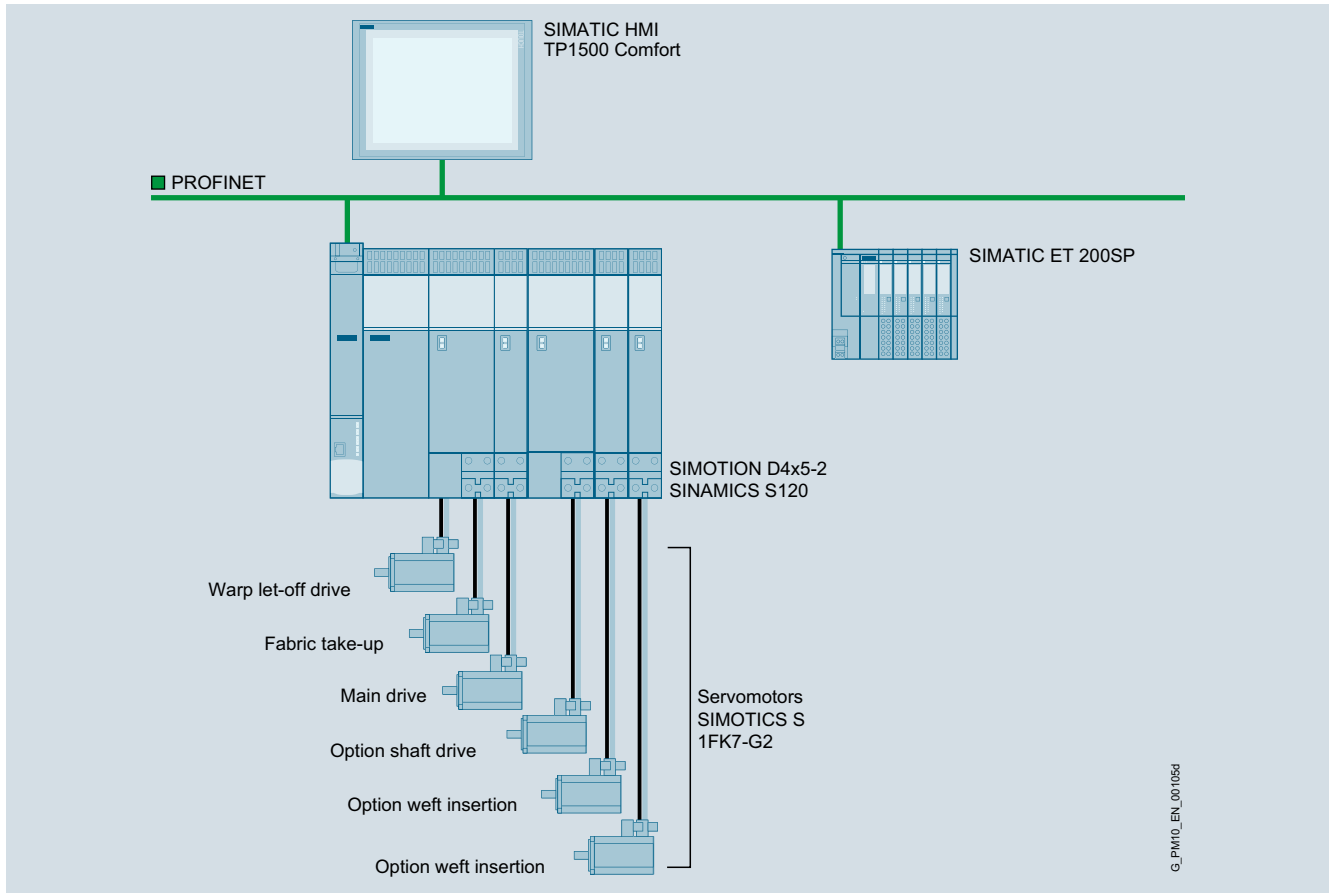 SIMATIC HMI
TP1500 Comfort
PROFINET
SIMATIC ET 200SP
SIMOTION D4x5-2
SINAMICS S120
Warp let-off drive
Fabric take-up
Main drive
Option shaft drive
Option weft insertion
Option weft insertion
Servomotors
SIMOTICS S
1FK7-G2
G_PM10_EN_00105d